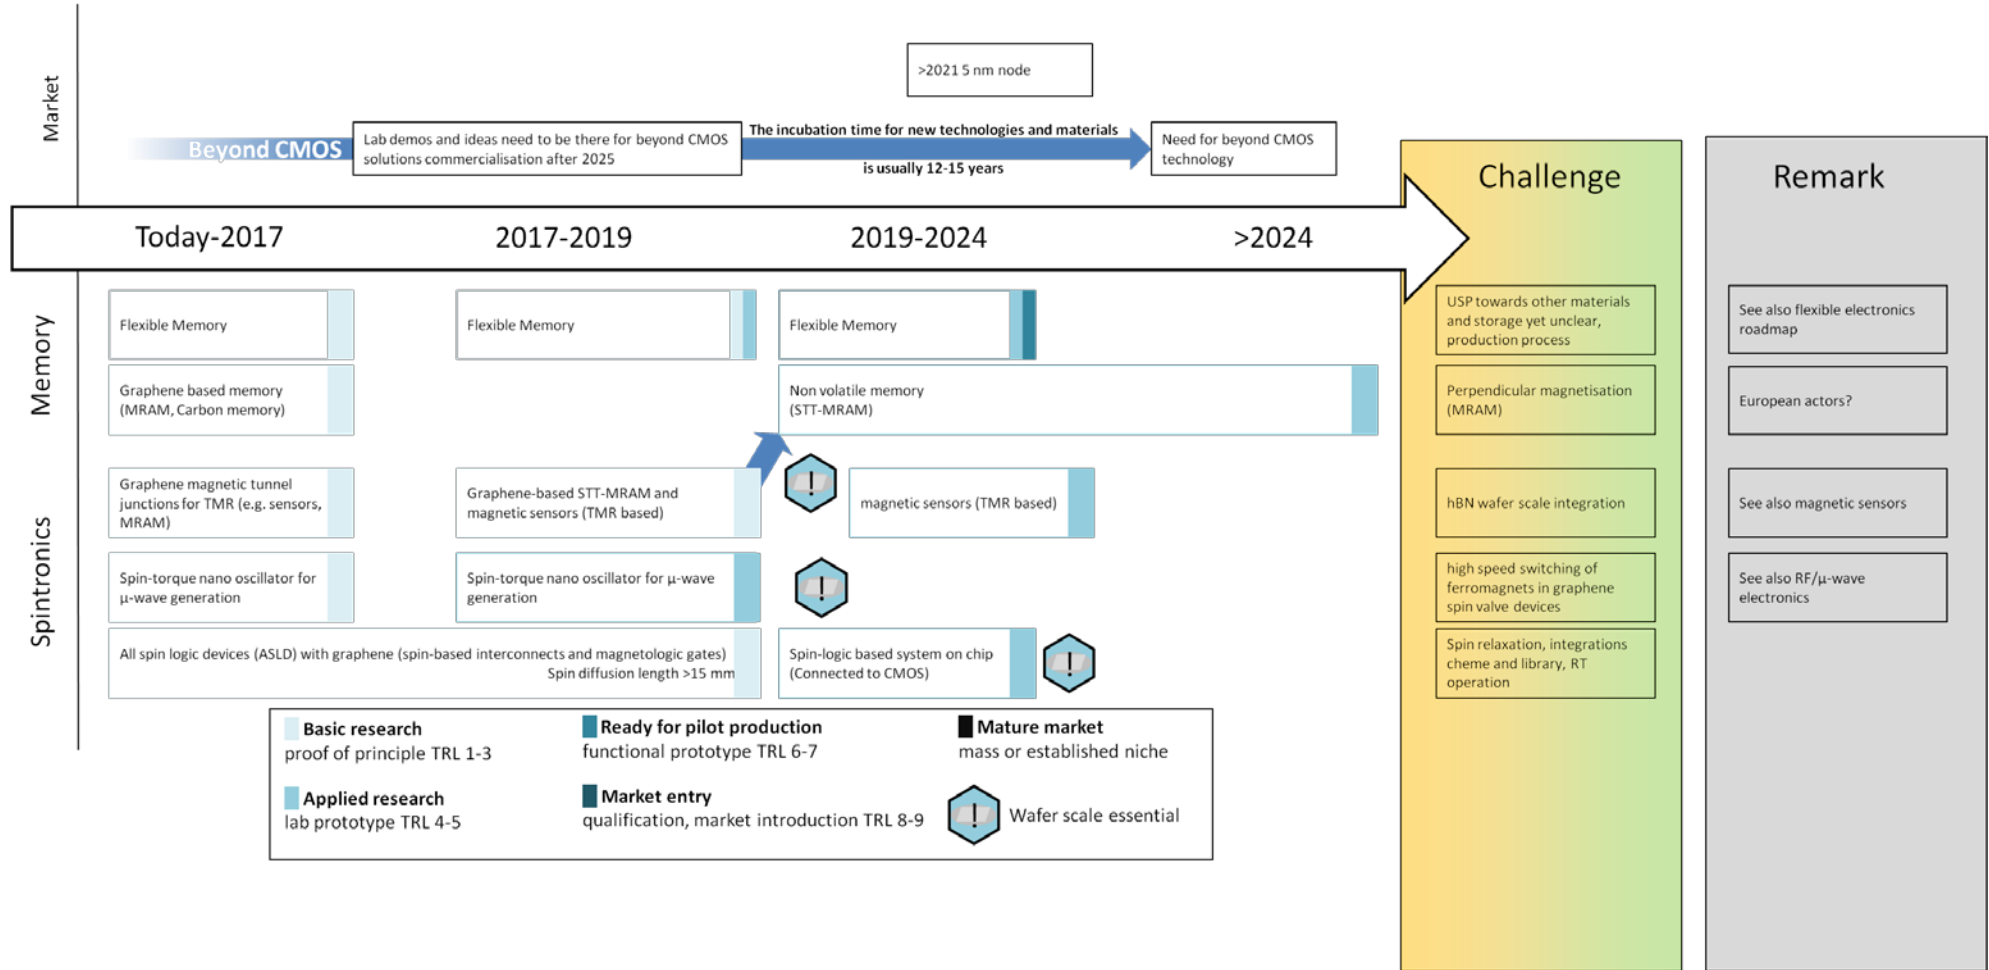 Market
>2021 5 nm node
Beyond CMOS
Lab demos and ideas need to be there for beyond CMOS
solutions commercialisation after 2025
The incubation time for new technologies and materials
is usually 12-15 years
Need for beyond CMOS
technology
Challenge
Remark
Today-2017
2017-2019
2019-2024
>2024
Memory
Flexible Memory
Flexible Memory
Flexible Memory
USP towards other materials
and storage yet unclear,
production process
See also flexible electronics
roadmap
Graphene based memory
(MRAM, Carbon memory)
Non volatile memory
(STT-MRAM)
Perpendicular magnetisation
(MRAM)
European actors?
Spintronics
Graphene magnetic tunnel
junctions for TMR (e.g. sensors,
MRAM)
Graphene-based STT-MRAM and
magnetic sensors (TMR based)
!
magnetic sensors (TMR based)
hBN wafer scale integration
See also magnetic sensors
Spin-torque nano oscillator for
µ-wave generation
Spin-torque nano oscillator for µ-wave
generation
!
high speed switching of
ferromagnets in graphene
spin valve devices
See also RF/µ-wave
electronics
All spin logic devices (ASLD) with graphene (spin-based interconnects and magnetologic gates)
Spin diffusion length >15 mm
Spin-logic based system on chip
(Connected to CMOS)
!
Spin relaxation, integrations
cheme and library, RT
operation
Basic research
proof of principle TRL 1-3
Ready for pilot production
functional prototype TRL 6-7
Mature market
mass or established niche
Applied research
lab prototype TRL 4-5
Market entry
qualification, market introduction TRL 8-9
!
Wafer scale essential